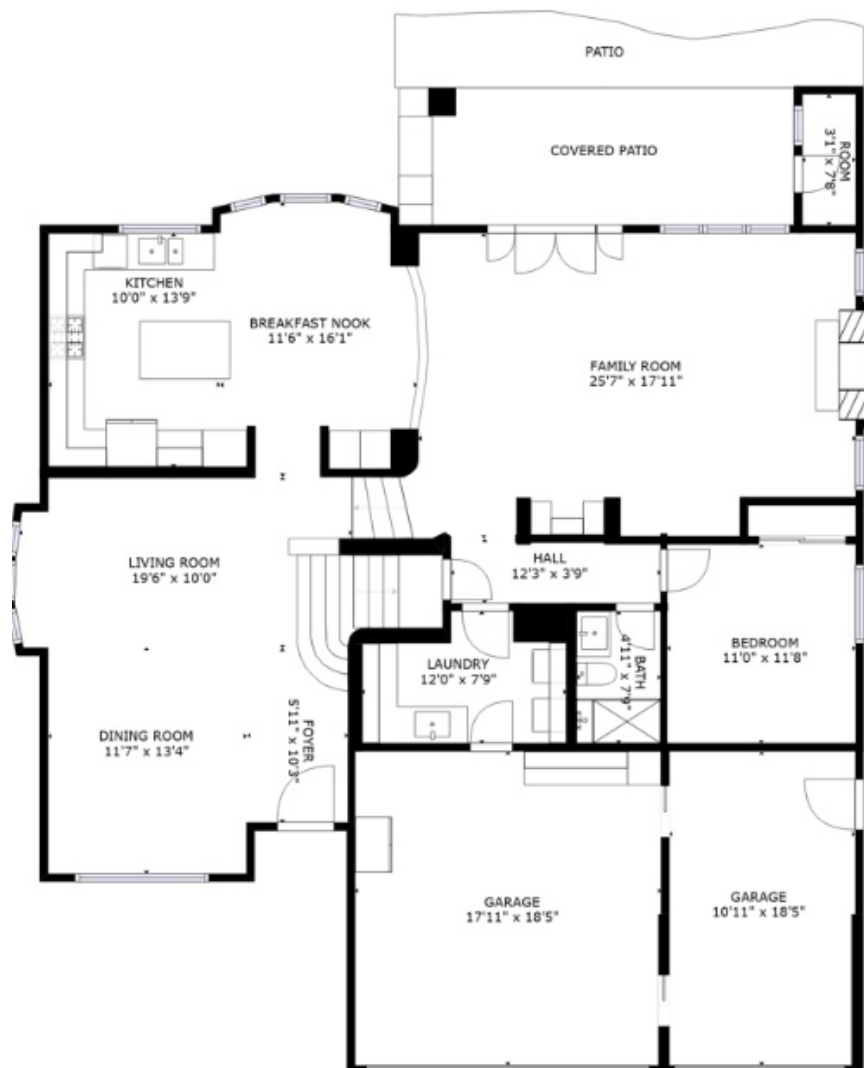 PATIO
COVERED PATIO
ROOM
3'1" x 7'8"
KITCHEN
10'0" x 13'9"
BREAKFAST NOOK
11'6" x 16'1"
FAMILY ROOM
25'7" x 17'11"
LIVING ROOM
19'6" x 10'0"
HALL
12'3" x 3'9"
BEDROOM
11'0" x 11'8"
LAUNDRY
12'0" x 7'9"
BATH
4'11" x 7'9"
FOYER
5'11" x 10'3"
DINING ROOM
11'7" x 13'4"
GARAGE
17'11" x 18'5"
GARAGE
10'11" x 18'5"